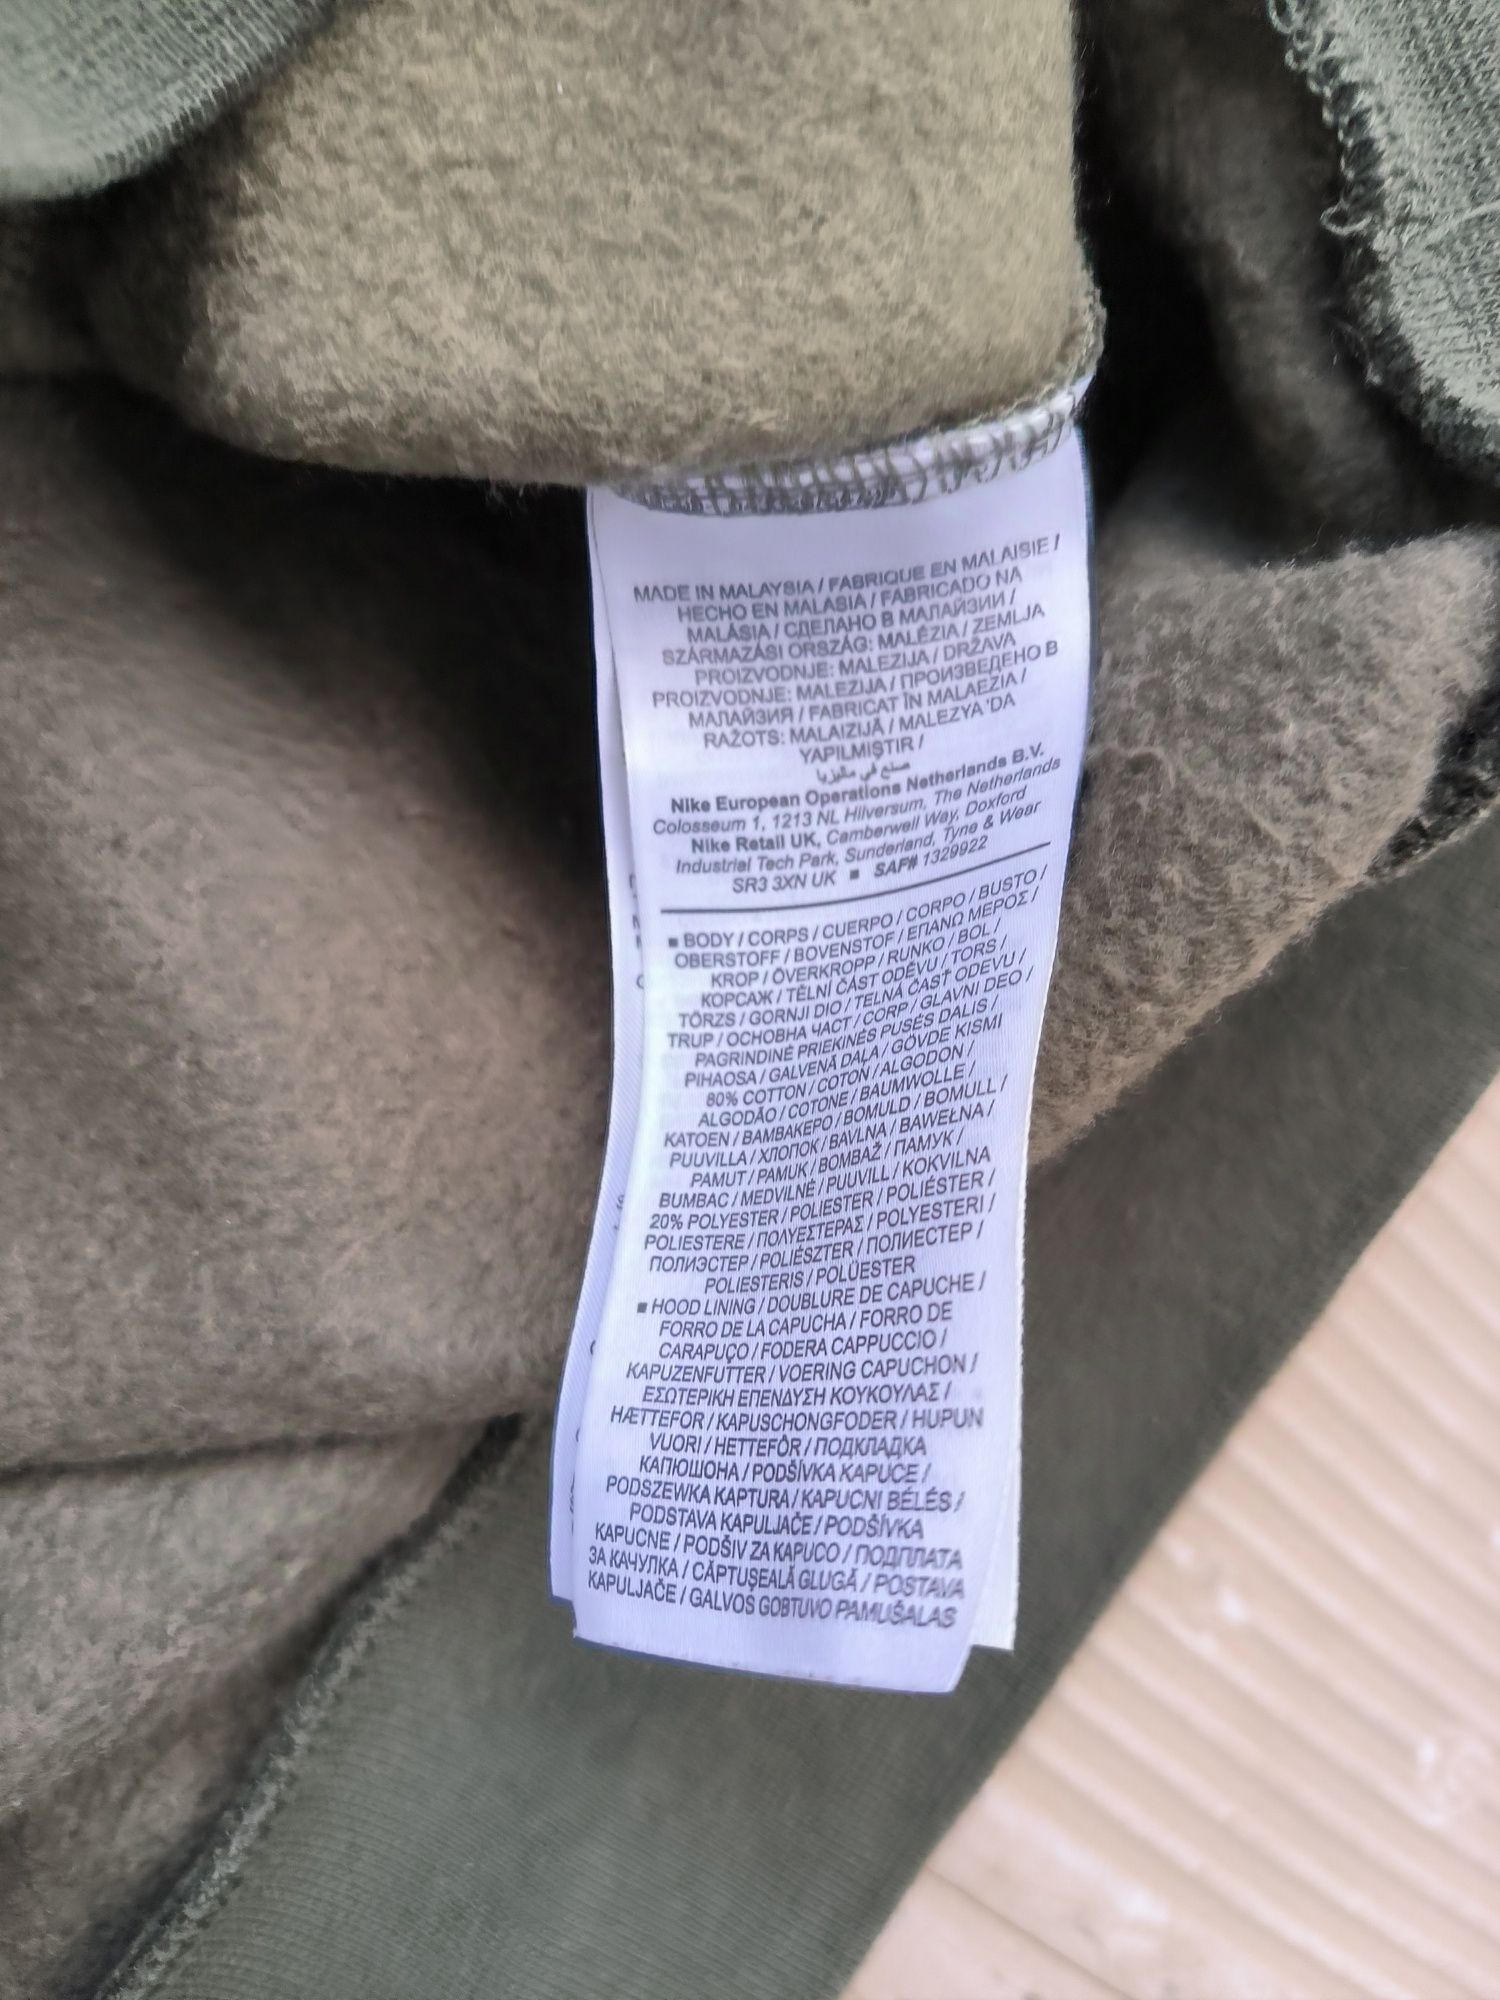 MADE IN MALAYSIA / FABRIQUE EN MALAISIE /
HECHO EN MALASIA / FABRICADO NA
MALÁSIA / СДЕЛАНО В МАЛАЙЗИИ /
SZÁRMAZÁSI ORSZÁG: MALÉZIA / ZEMLJA
PROIZVODNJE: MALEZIJA / DRŽAVA
PROIZVODNJE: MALEZIJA / ПРОИЗВЕДЕНО В
МАЛАЙЗИЯ / FABRICAT ÎN MALAEZIA /
RAŽOTS: MALAIZIJĀ / MALEZYA 'DA
YAPILMIŞTIR /
صنع في ماليزيا
Nike European Operations Netherlands B.V.
Colosseum 1, 1213 NL Hilversum, The Netherlands
Nike Retail UK, Camberwell Way, Doxford
Industrial Tech Park, Sunderland, Tyne & Wear
SR3 3XN UK ■ SAF# 1329922
■ BODY / CORPS / CUERPO / CORPO / BUSTO /
OBERSTOFF / BOVENSTOF / ΕΠΑΝΩ ΜΕΡΟΣ /
KROP / ÖVERKROPP / RUNKO / BOL /
КОРСАЖ / TĚLNÍ ČÁST ODĚVU / TORS /
TÖRZS / GORNJI DIO / TELNÁ ČASŤ ODEVU /
TRUP / ОСНОВНА ЧАСТ / CORP / GLAVNI DEO /
PAGRINDINĖ PRIEKINĖS PUSĖS DALIS /
PIHAOSA / GALVENĀ DAĻA / GÖVDE KISMI
80% COTTON / COTON / ALGODON /
ALGODÃO / COTONE / BAUMWOLLE /
KATOEN / ΒΑΜΒΑΚΕΡΟ / BOMULD / BOMULL /
PUUVILLA / ХЛОПОК / BAVLNA / BAWEŁNA /
PAMUT / PAMUK / BOMBAŽ / ПАМУК /
BUMBAC / MEDVILNĖ / PUUVILL / KOKVILNA
20% POLYESTER / POLIESTER / POLIÉSTER /
POLIESTERE / ΠΟΛΥΕΣΤΕΡΑΣ / POLYESTERI /
ПОЛИЭСТЕР / POLIÉSZTER / ПОЛИЕСТЕР /
POLIESTERIS / POLÜESTER
■ HOOD LINING / DOUBLURE DE CAPUCHE /
FORRO DE LA CAPUCHA / FORRO DE
CARAPUÇO / FODERA CAPPUCCIO /
KAPUZENFUTTER / VOERING CAPUCHON /
ΕΣΩΤΕΡΙΚΗ ΕΠΕΝΔΥΣΗ ΚΟΥΚΟΥΛΑΣ /
HÆTTEFOR / KAPUSCHONGFODER / HUPUN
VUORI / HETTEFÔR / ПОДКЛАДКА
КАПЮШОНА / PODŠÍVKA KAPUCE /
PODSZEWKA KAPTURA / KAPUCNI BÉLÉS /
PODSTAVA KAPULJAČE / PODŠÍVKA
KAPUCNE / PODŠIV ZA KAPUCO / ПОДПЛАТА
ЗА КАЧУЛКА / CĂPTUȘEALĂ GLUGĂ / POSTAVA
KAPULJAČE / GALVOS GOBTUVO PAMUŠALAS